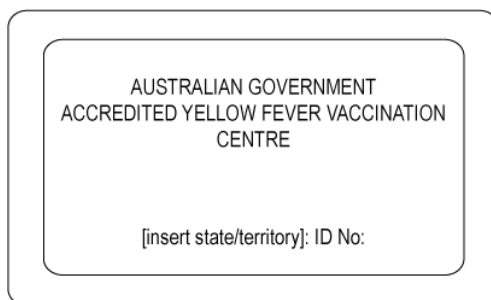 AUSTRALIAN GOVERNMENT
ACCREDITED YELLOW FEVER VACCINATION
CENTRE
[insert state/territory]: ID No: